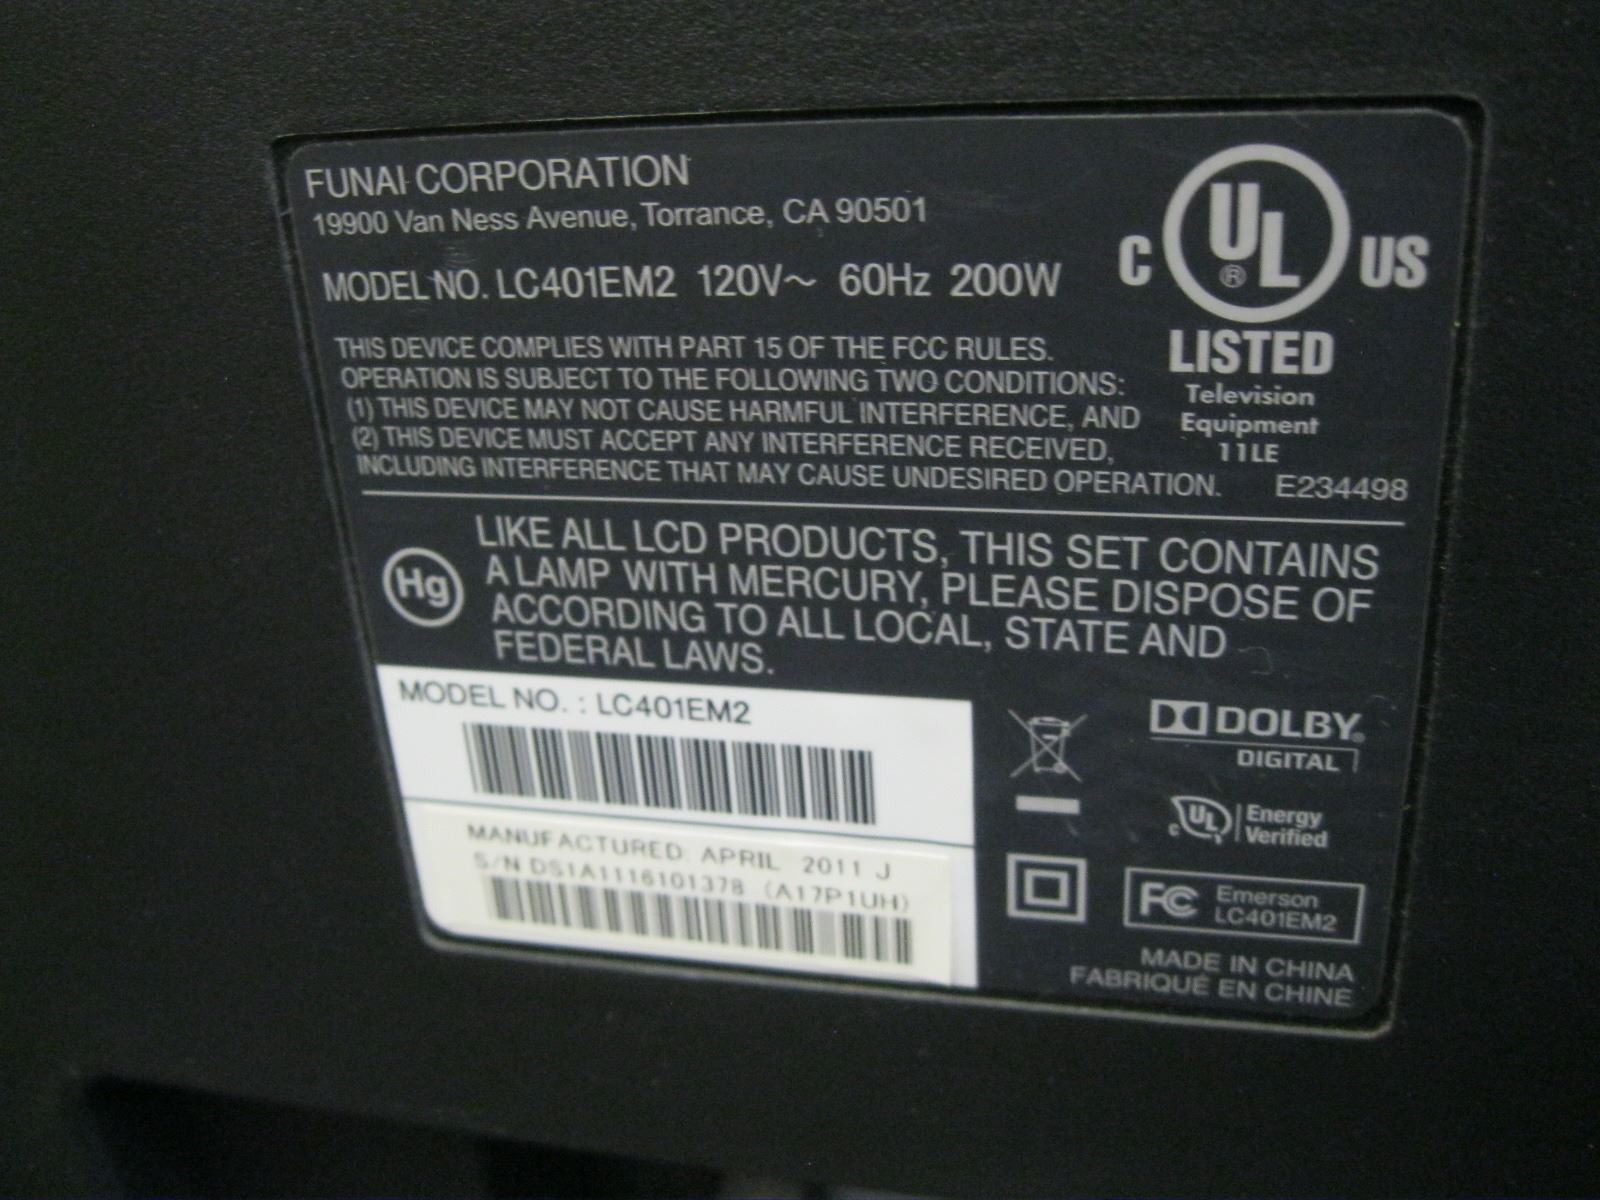 FUNAI CORPORATION
19900 Van Ness Avenue, Torrance, CA 90501
MODEL NO. LC401EM2 120V~ 60Hz 200W
C UL ® US
LISTED
Television
Equipment
11LE
E234498
THIS DEVICE COMPLIES WITH PART 15 OF THE FCC RULES.
OPERATION IS SUBJECT TO THE FOLLOWING TWO CONDITIONS:
(1) THIS DEVICE MAY NOT CAUSE HARMFUL INTERFERENCE, AND
(2) THIS DEVICE MUST ACCEPT ANY INTERFERENCE RECEIVED,
INCLUDING INTERFERENCE THAT MAY CAUSE UNDESIRED OPERATION.
Hg
LIKE ALL LCD PRODUCTS, THIS SET CONTAINS
A LAMP WITH MERCURY, PLEASE DISPOSE OF
ACCORDING TO ALL LOCAL, STATE AND
FEDERAL LAWS.
MODEL NO. : LC401EM2
MANUFACTURED: APRIL 2011 J
S/N DS1A1116101378 (A17P1UH)
DOLBY®
DIGITAL
c UL Energy
Verified
FC Emerson
LC401EM2
MADE IN CHINA
FABRIQUÉ EN CHINE